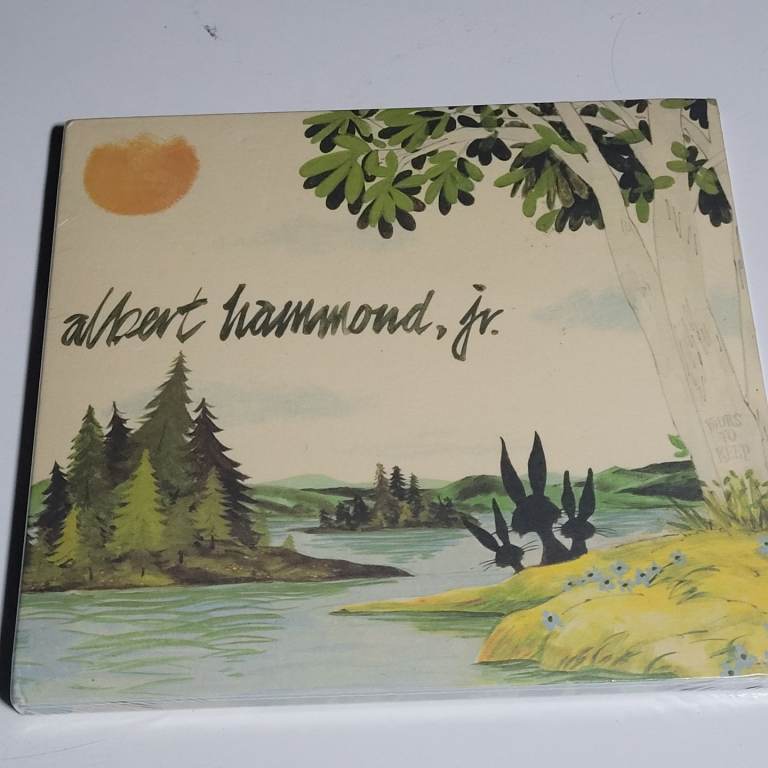 albert hammond, jr.
YOURS
TO
KEEP